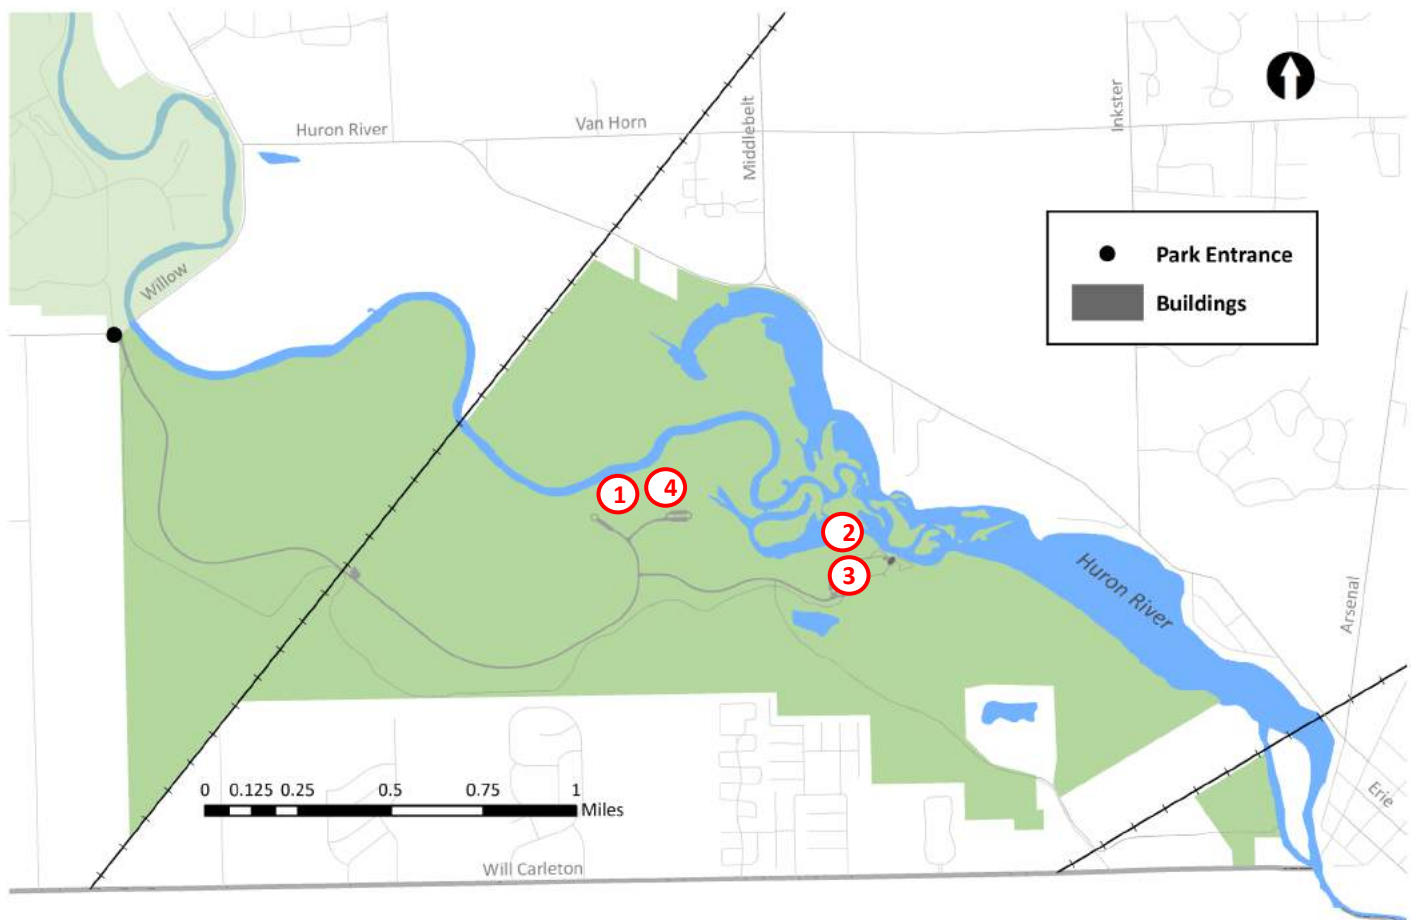 Huron River
Van Horn
Middlebelt
Inkster
Park Entrance
Buildings
Willow
1
4
2
3
Huron River
Arsenal
0 0.125 0.25 0.5 0.75 1
Miles
Erie
Will Carleton